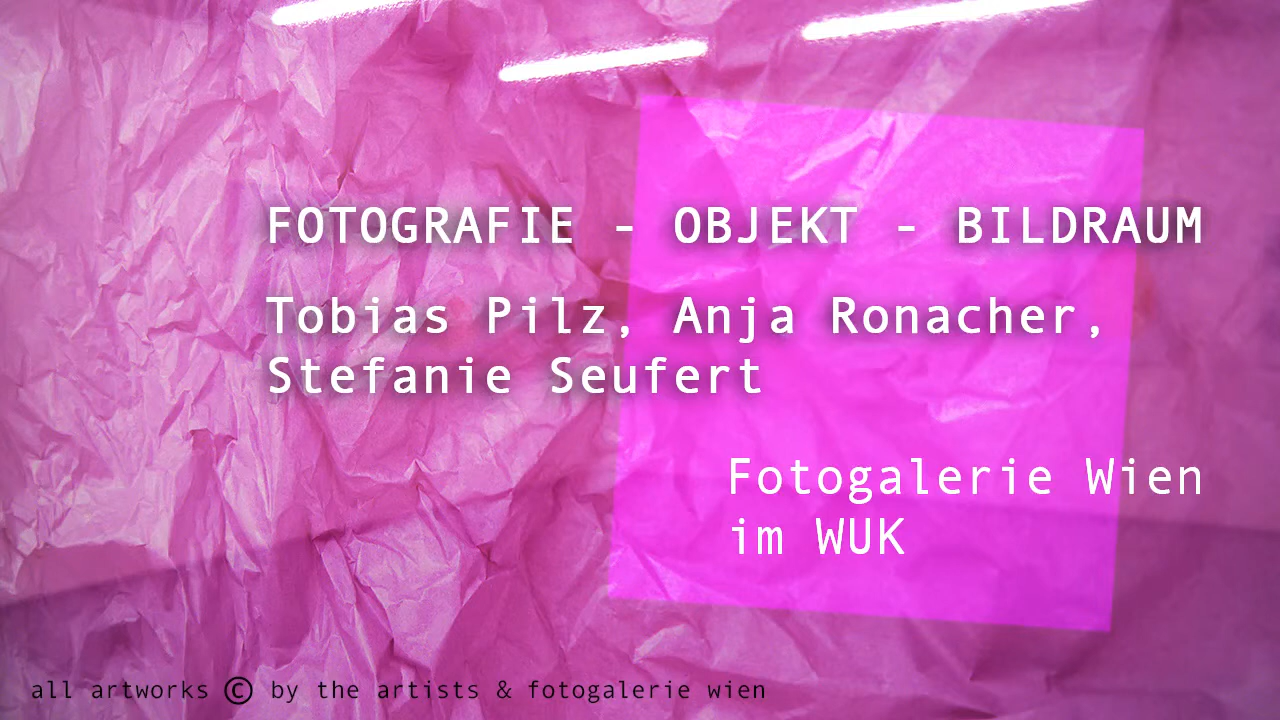 FOTOGRAFIE - OBJEKT - BILDRAUM
Tobias Pilz, Anja Ronacher,
Stefanie Seufert
Fotogalerie Wien
im WUK
all artworks © by the artists & fotogalerie wien